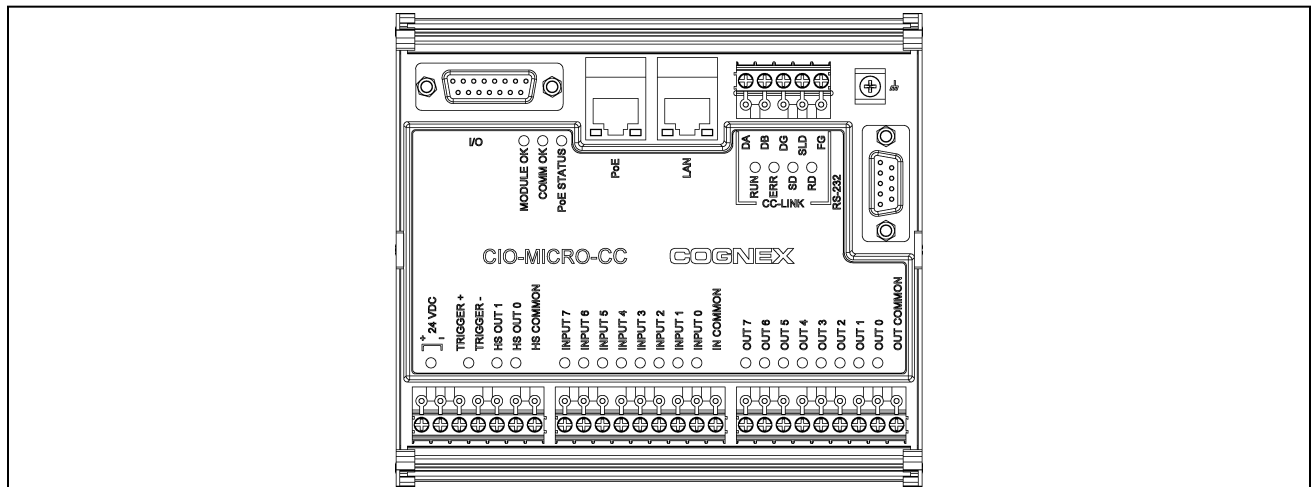 I/O
MODULE OK
COMM OK
PoE STATUS
PoE
LAN
DA
DB
DG
SLD
FG
RUN
ERR
SD
RD
CC-LINK
RS-232
CIO-MICRO-CC
COGNEX
+
-
24 VDC
TRIGGER +
TRIGGER -
HS OUT 1
HS OUT 0
HS COMMON
INPUT 7
INPUT 6
INPUT 5
INPUT 4
INPUT 3
INPUT 2
INPUT 1
INPUT 0
IN COMMON
OUT 7
OUT 6
OUT 5
OUT 4
OUT 3
OUT 2
OUT 1
OUT 0
OUT COMMON